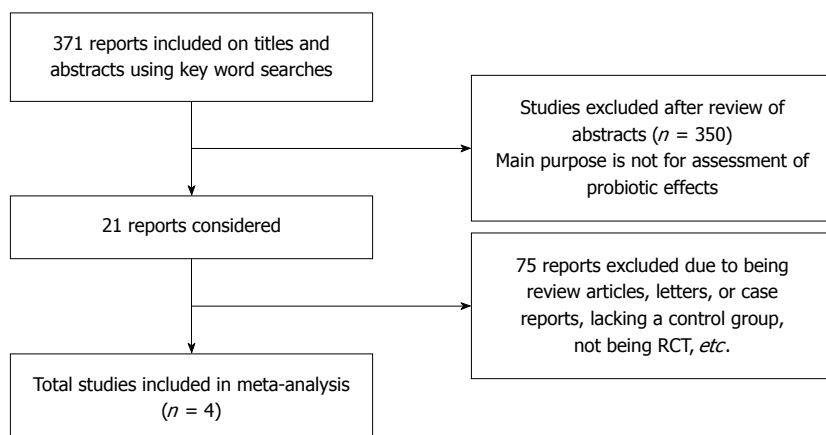 371 reports included on titles and
abstracts using key word searches
Studies excluded after review of
abstracts (n = 350)
Main purpose is not for assessment of
probiotic effects
21 reports considered
75 reports excluded due to being
review articles, letters, or case
reports, lacking a control group,
not being RCT, etc.
Total studies included in meta-analysis
(n = 4)